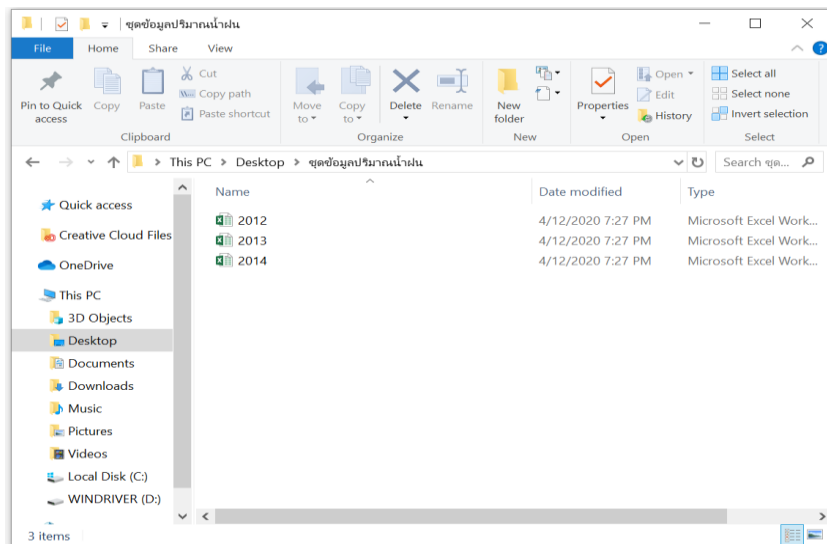 ชุดข้อมูลปริมาณน้ำฝน
File Home Share View
Pin to Quick access
Copy
Paste
Cut
Copy path
Paste shortcut
Clipboard
Move to
Copy to
Delete
Rename
Organize
New folder
New
Properties
Open
Edit
History
Open
Select all
Select none
Invert selection
Select
This PC > Desktop > ชุดข้อมูลปริมาณน้ำฝน
Search ชุด...
Name Date modified Type
2012 4/12/2020 7:27 PM Microsoft Excel Work...
2013 4/12/2020 7:27 PM Microsoft Excel Work...
2014 4/12/2020 7:27 PM Microsoft Excel Work...
Quick access
Creative Cloud Files
OneDrive
This PC
3D Objects
Desktop
Documents
Downloads
Music
Pictures
Videos
Local Disk (C:)
WINDRIVER (D:)
3 items